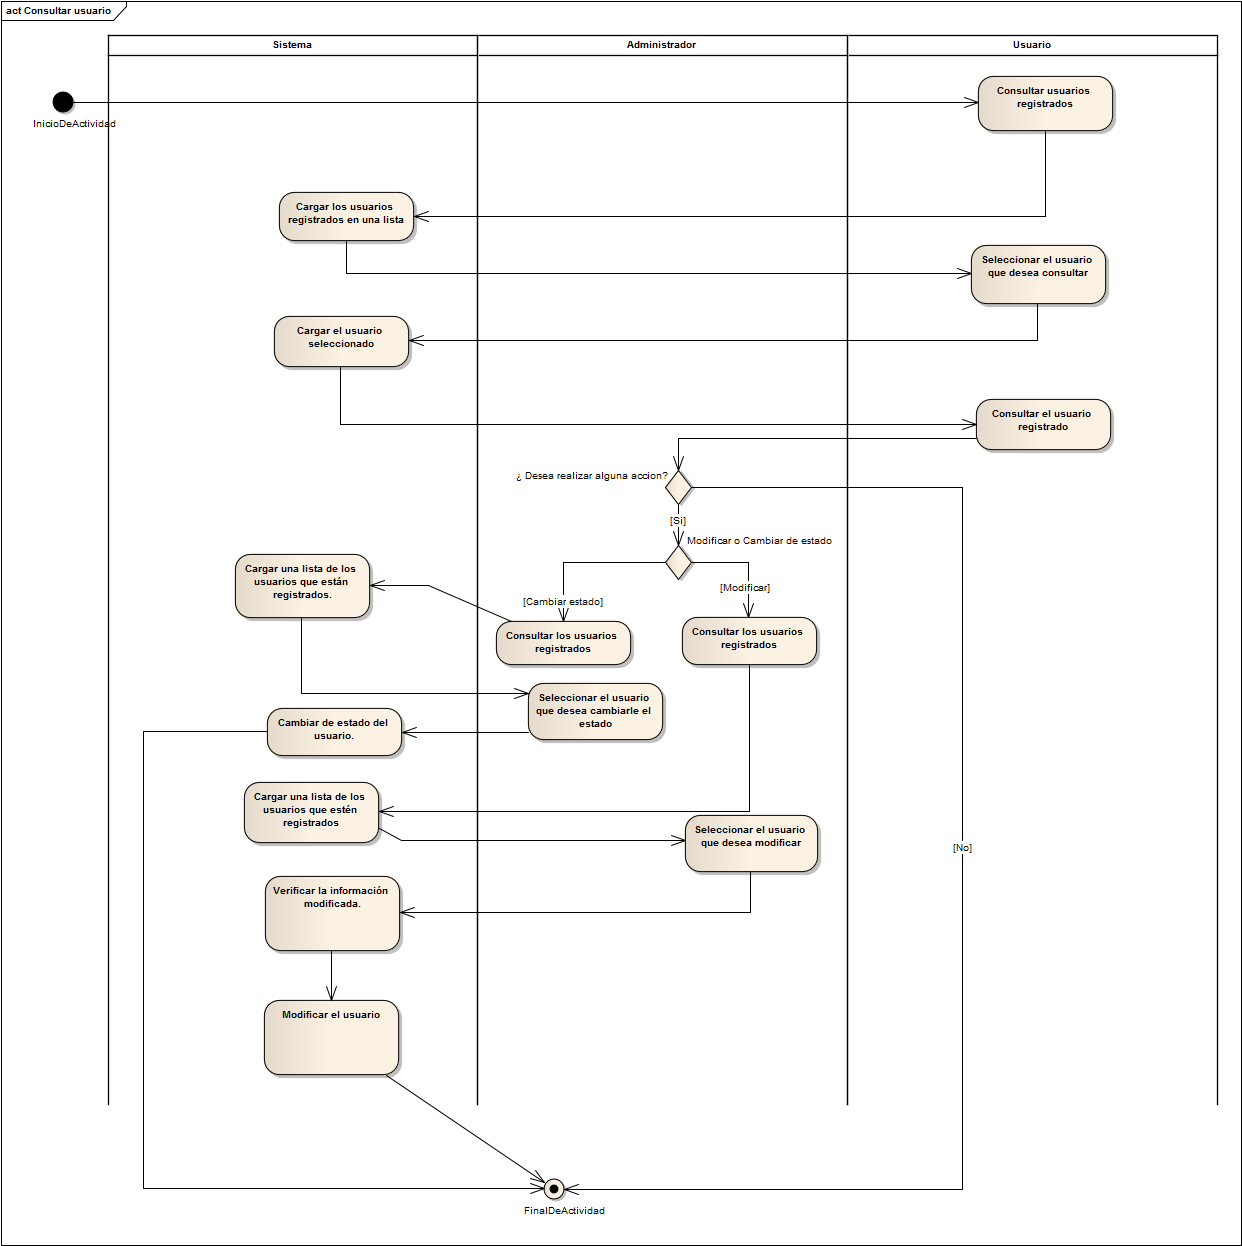 act Consultar usuario
Sistema
Administrador
Usuario
InicioDeActividad
Consultar usuarios
registrados
Cargar los usuarios
registrados en una lista
Seleccionar el usuario
que desea consultar
Cargar el usuario
seleccionado
Consultar el usuario
registrado
¿ Desea realizar alguna accion?
[Si]
Modificar o Cambiar de estado
[Cambiar estado]
[Modificar]
Cargar una lista de los
usuarios que están
registrados.
Consultar los usuarios
registrados
Consultar los usuarios
registrados
Seleccionar el usuario
que desea cambiarle el
estado
Cambiar de estado del
usuario.
Cargar una lista de los
usuarios que estén
registrados
Seleccionar el usuario
que desea modificar
[No]
Verificar la información
modificada.
Modificar el usuario
FinalDeActividad